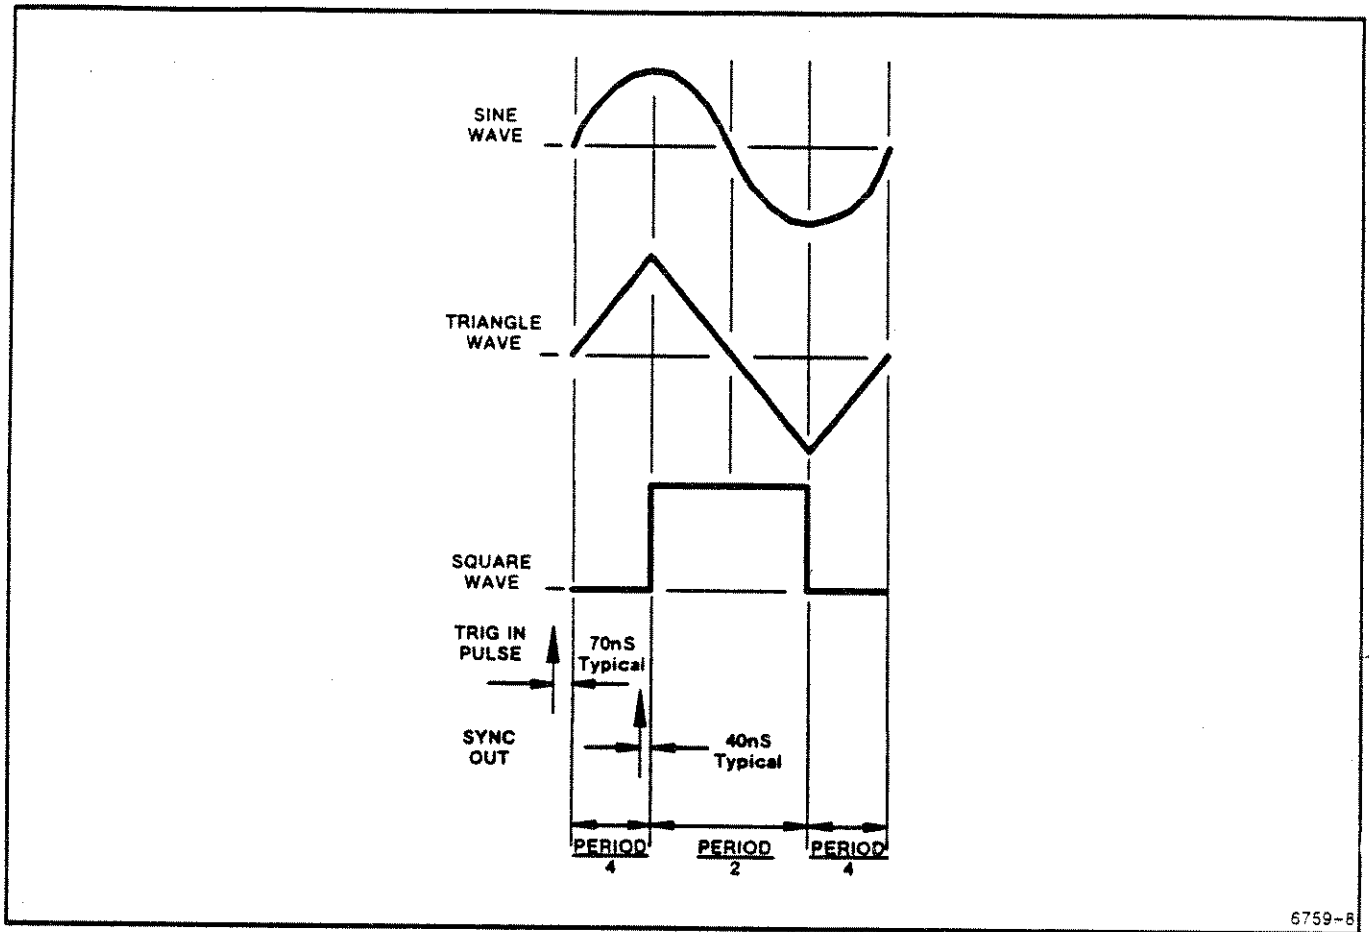 SINE
WAVE
TRIANGLE
WAVE
SQUARE
WAVE
TRIG IN
PULSE
70nS
Typical
SYNC
OUT
40nS
Typical
PERIOD
4
PERIOD
2
PERIOD
4
6759-8